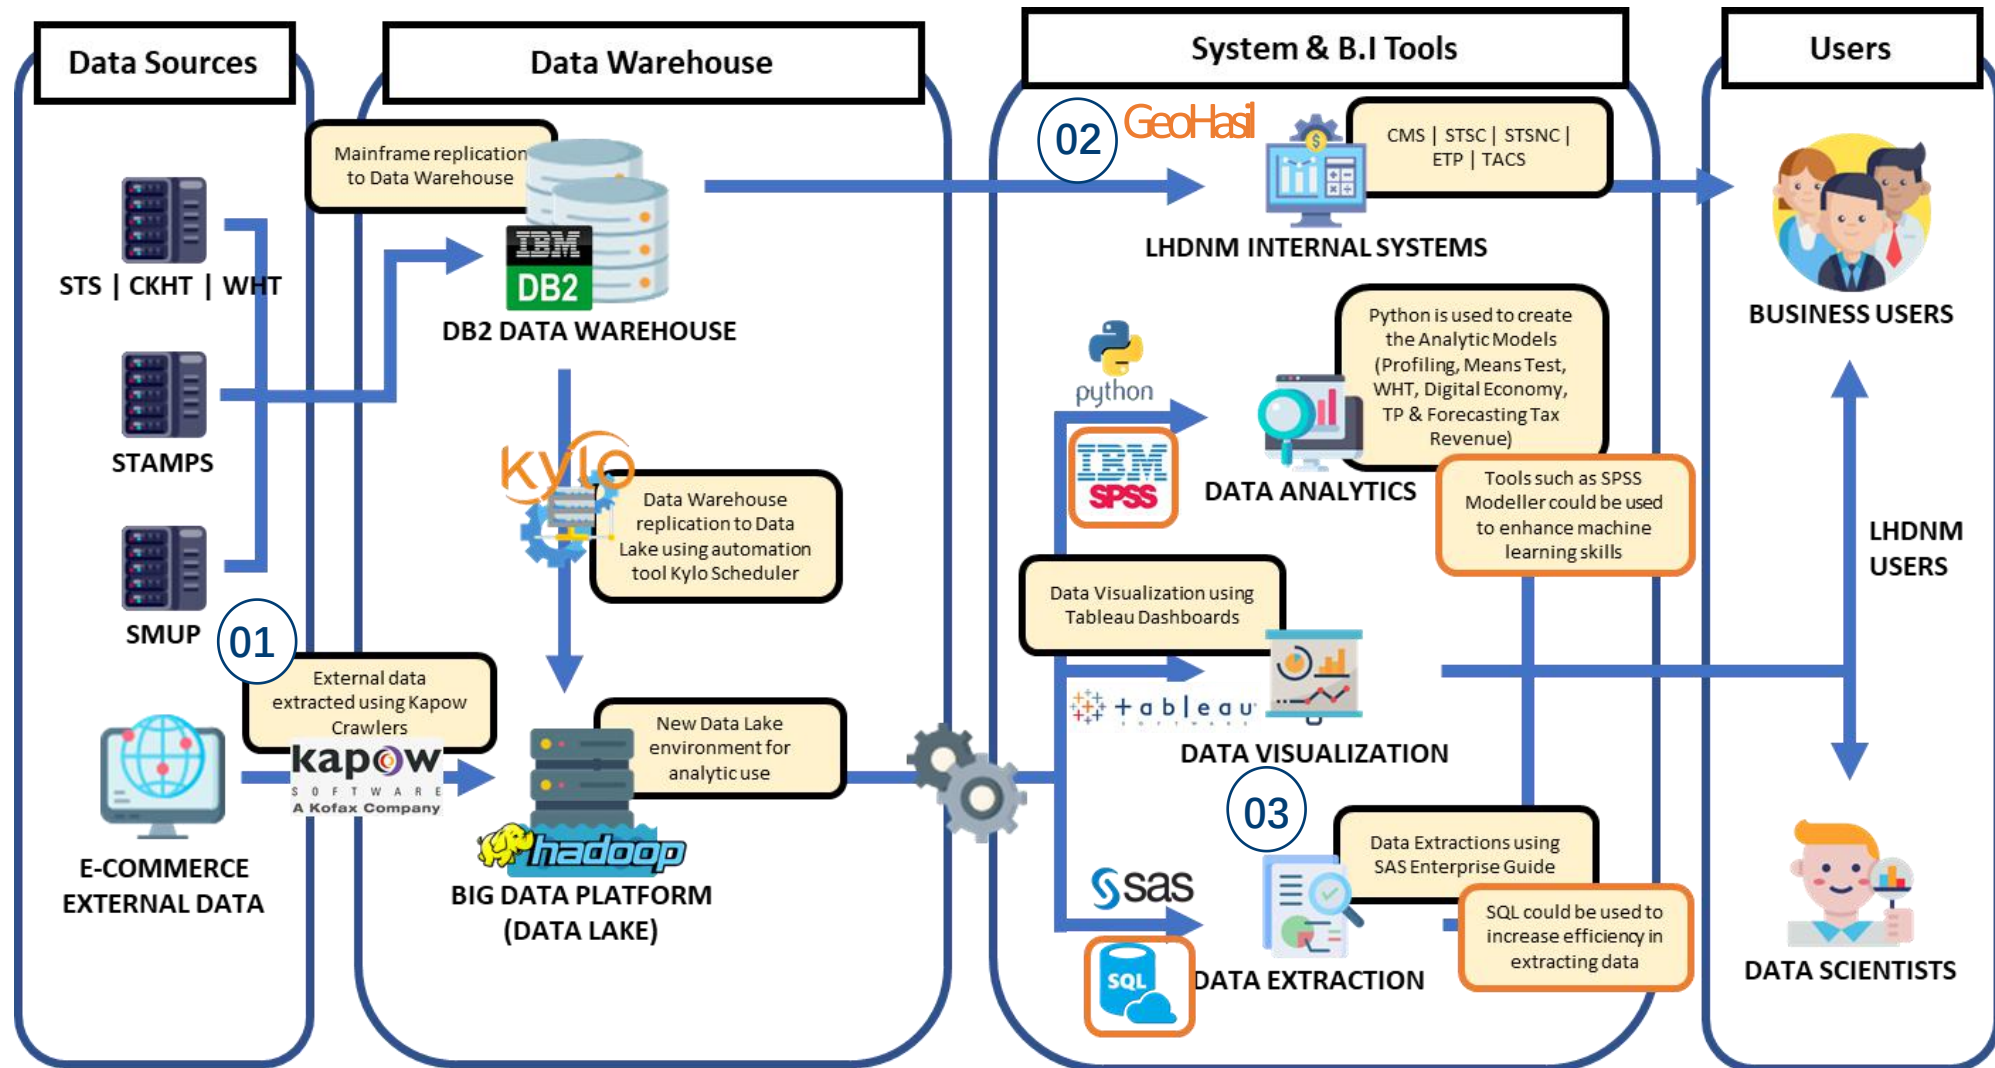 Data Sources
Data Warehouse
System & B.I Tools
Users
STS | CKHT | WHT
STAMPS
SMUP
01
External data
extracted using Kapow
Crawlers
kapow
SOFTWARE
A Kofax Company
E-COMMERCE
EXTERNAL DATA
Mainframe replication
to Data Warehouse
IBM
DB2
DB2 DATA WAREHOUSE
kylo
Data Warehouse
replication to Data
Lake using automation
tool Kylo Scheduler
New Data Lake
environment for
analytic use
hadoop
BIG DATA PLATFORM
(DATA LAKE)
02
GeoHasil
CMS | STSC | STSNC |
ETP | TACS
LHDNM INTERNAL SYSTEMS
python
IBM
SPSS
Python is used to create
the Analytic Models
(Profiling, Means Test,
WHT, Digital Economy,
TP & Forecasting Tax
Revenue)
DATA ANALYTICS
Tools such as SPSS
Modeller could be used
to enhance machine
learning skills
Data Visualization using
Tableau Dashboards
+ableau
SOFTWARE
DATA VISUALIZATION
03
Data Extractions using
SAS Enterprise Guide
sas
SQL
DATA EXTRACTION
SQL could be used to
increase efficiency in
extracting data
BUSINESS USERS
LHDNM
USERS
DATA SCIENTISTS